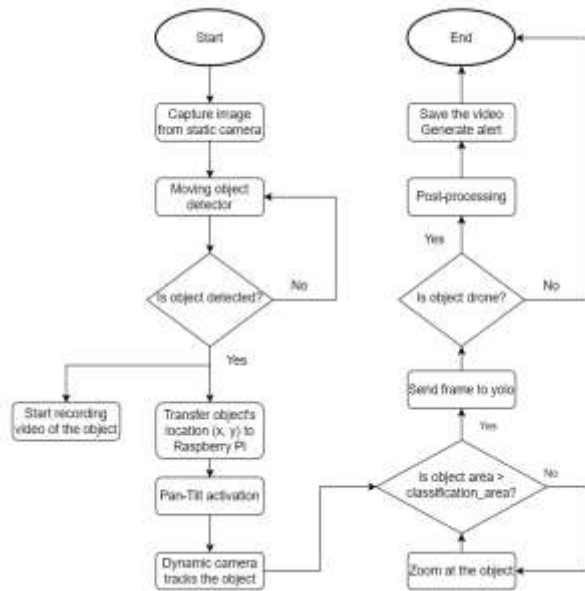 Start
Capture image
from static camera
Moving object
detector
Is object detected?
No
Yes
Start recording
video of the object
Transfer object's
location (x, y) to
Raspberry Pi
Pan-Tilt activation
Dynamic camera
tracks the object
End
Save the video
Generate alert
Post-processing
Yes
Is object drone?
No
Send frame to yolo
Yes
Is object area >
classification_area?
No
Zoom at the object